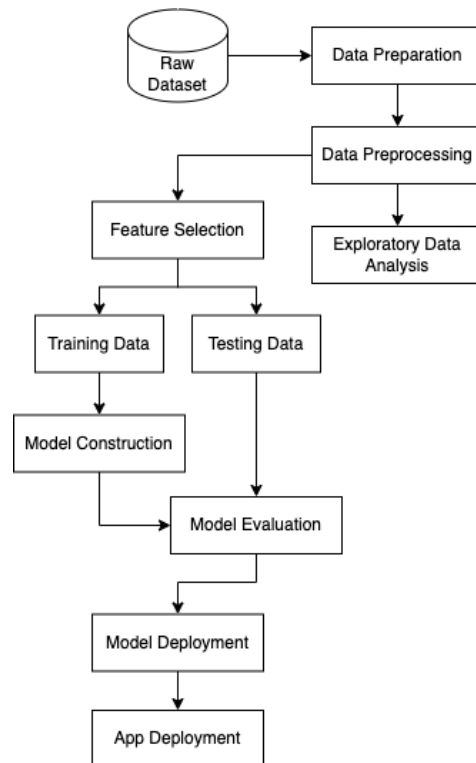 Raw
Dataset
Data Preparation
Data Preprocessing
Feature Selection
Exploratory Data
Analysis
Training Data
Testing Data
Model Construction
Model Evaluation
Model Deployment
App Deployment